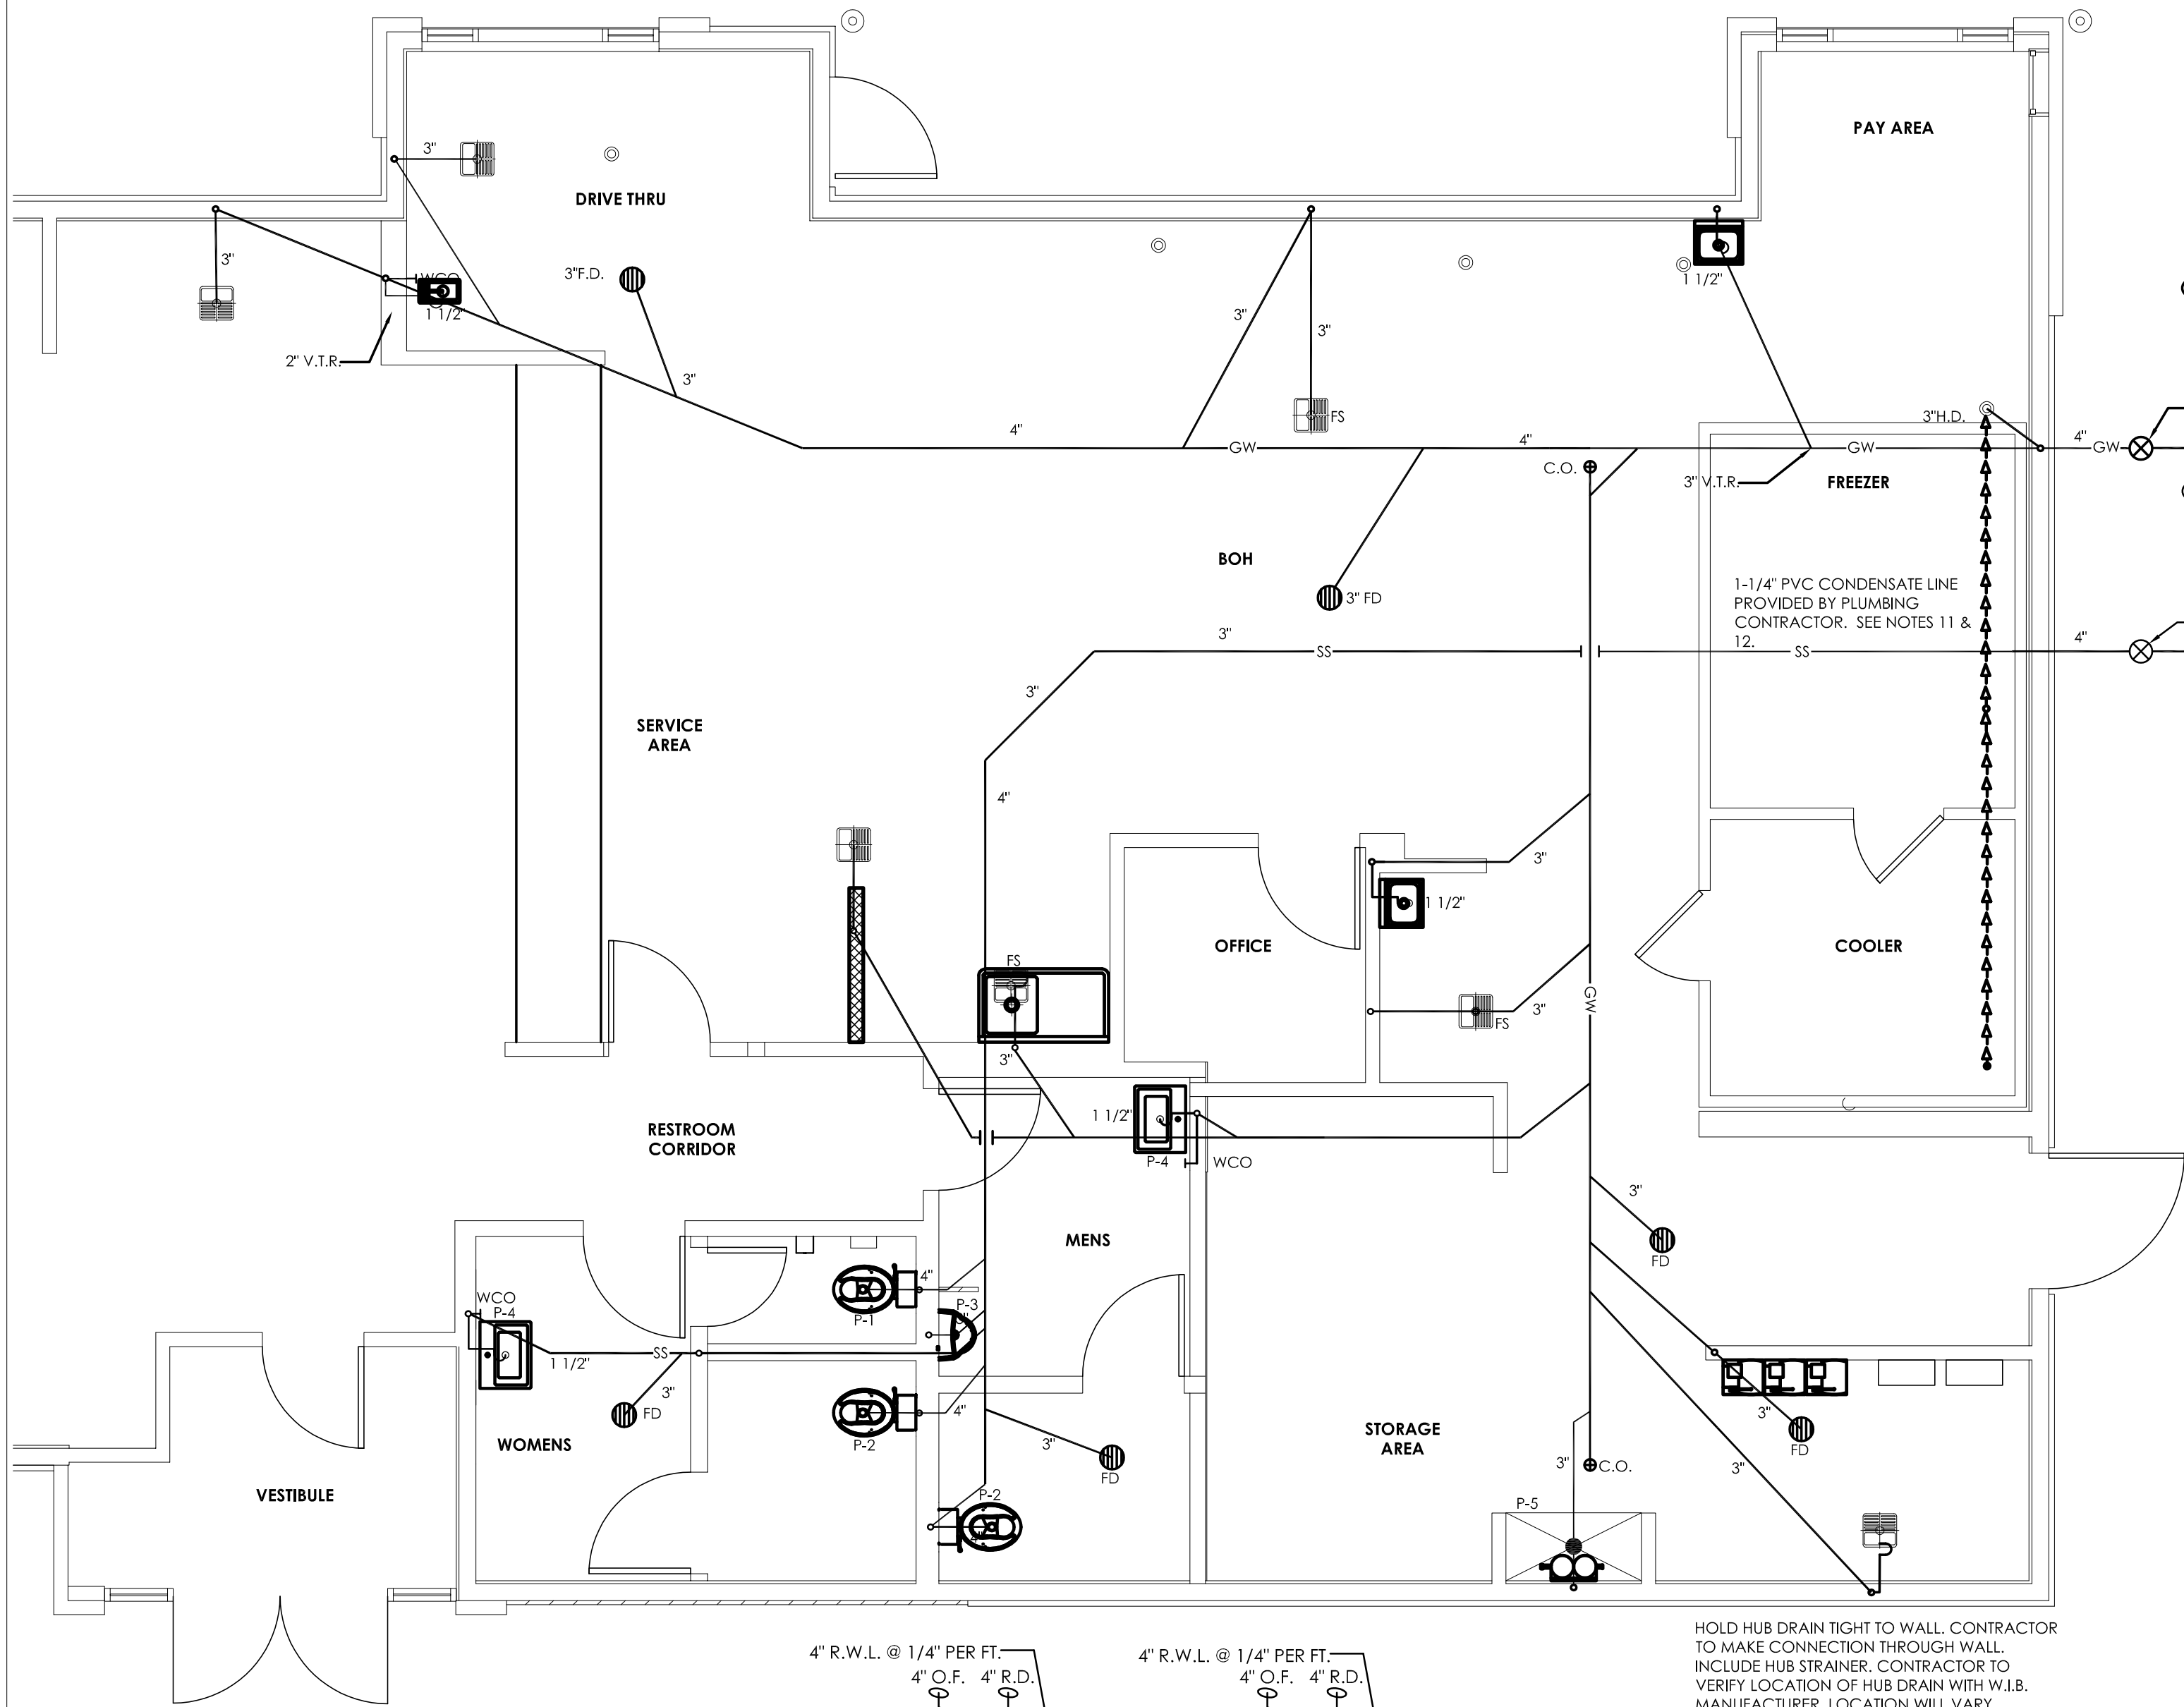 PAY AREA
3"
DRIVE THRU
3"
3"F.D.
WCO
1 1/2"
1 1/2"
3"
3"
2" V.T.R.
3"
FS
3"H.D.
4"
GW
4"
GW
4"
GW
C.O.
3" V.T.R.
FREEZER
BOH
3" FD
1-1/4" PVC CONDENSATE LINE
PROVIDED BY PLUMBING
CONTRACTOR. SEE NOTES 11 &
12.
3"
SS
SS
4"
3"
SERVICE
AREA
4"
3"
1 1/2"
OFFICE
COOLER
FS
GW
3"
FS
3"
1 1/2"
P-4
WCO
RESTROOM
CORRIDOR
3"
FD
MENS
4"
WCO
P-4
P-1
P-3
3"
1 1/2"
SS
3"
FD
4"
P-2
WOMENS
3"
FD
STORAGE
AREA
3"
FD
3"
3"
C.O.
VESTIBULE
P-2
4"
P-5
HOLD HUB DRAIN TIGHT TO WALL. CONTRACTOR
TO MAKE CONNECTION THROUGH WALL.
INCLUDE HUB STRAINER. CONTRACTOR TO
VERIFY LOCATION OF HUB DRAIN WITH W.I.B.
MANUFACTURER. LOCATION WILL VARY
4" R.W.L. @ 1/4" PER FT.
4" O.F. 4" R.D.
4" R.W.L. @ 1/4" PER FT.
4" O.F. 4" R.D.